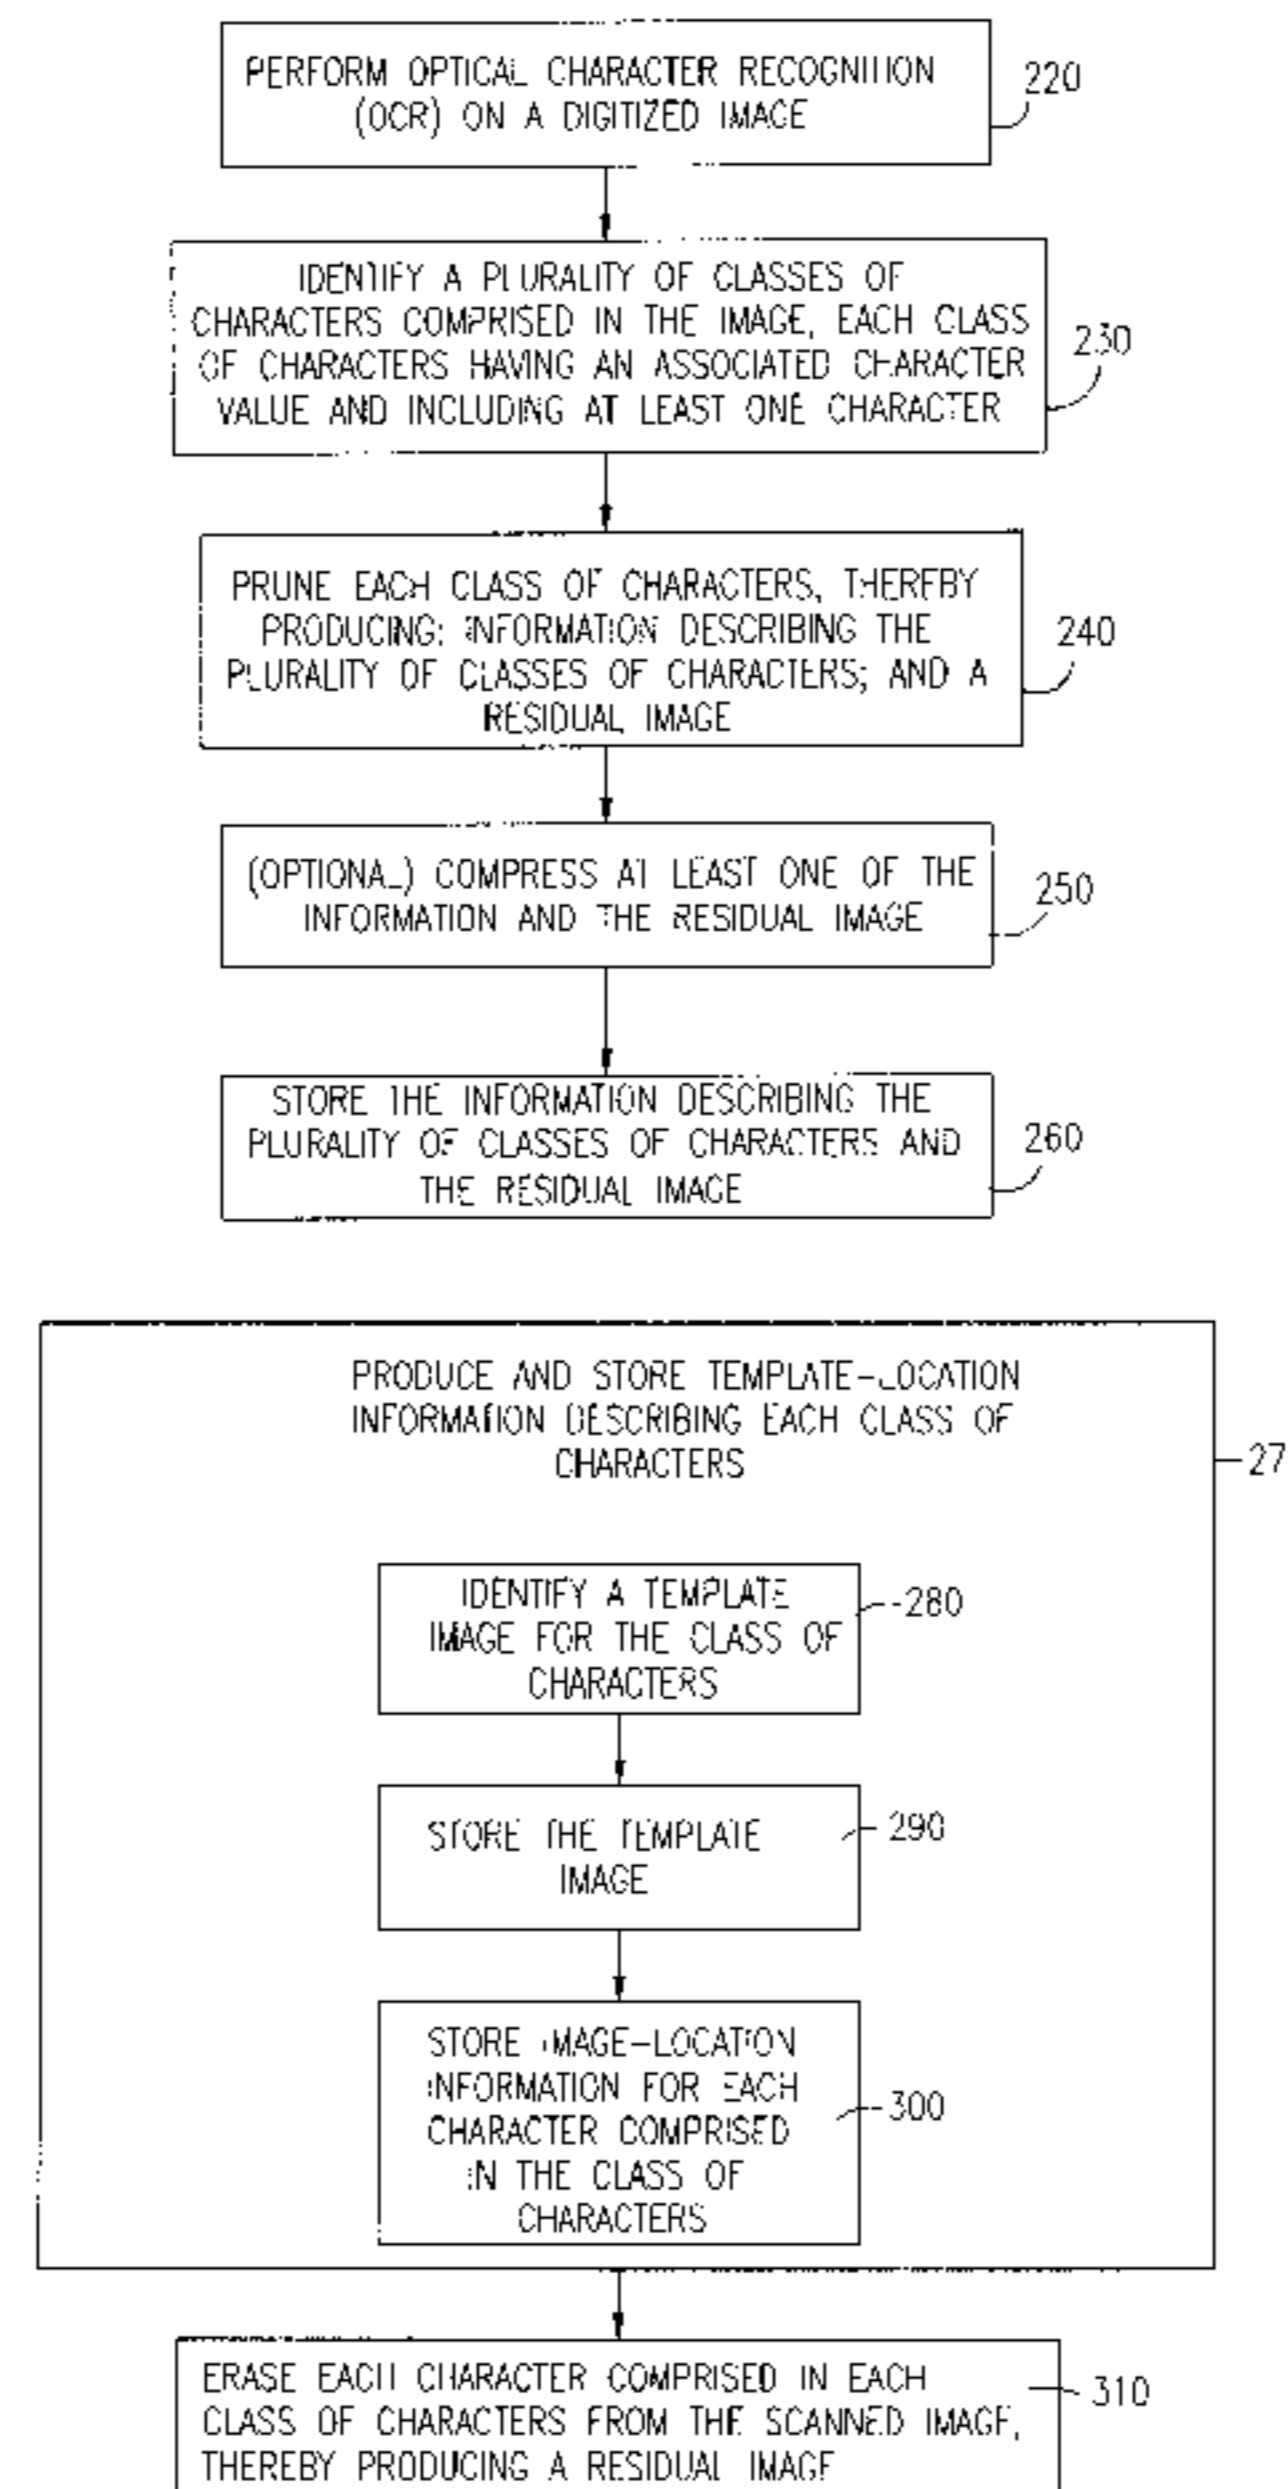 PERFORM OPTICAL CHARACTER RECOGNITION
(OCR) ON A DIGITIZED IMAGE
220
IDENTIFY A PLURALITY OF CLASSES OF
CHARACTERS COMPRISED IN THE IMAGE, EACH CLASS
OF CHARACTERS HAVING AN ASSOCIATED CHARACTER
VALUE AND INCLUDING AT LEAST ONE CHARACTER
230
PRUNE EACH CLASS OF CHARACTERS, THEREBY
PRODUCING: INFORMATION DESCRIBING THE
PLURALITY OF CLASSES OF CHARACTERS; AND A
RESIDUAL IMAGE
240
(OPTIONAL) COMPRESS AT LEAST ONE OF THE
INFORMATION AND THE RESIDUAL IMAGE
250
STORE THE INFORMATION DESCRIBING THE
PLURALITY OF CLASSES OF CHARACTERS AND
THE RESIDUAL IMAGE
260
PRODUCE AND STORE TEMPLATE-LOCATION
INFORMATION DESCRIBING EACH CLASS OF
CHARACTERS
27
IDENTIFY A TEMPLATE
IMAGE FOR THE CLASS OF
CHARACTERS
280
STORE THE TEMPLATE
IMAGE
290
STORE IMAGE-LOCATION
INFORMATION FOR EACH
CHARACTER COMPRISED
IN THE CLASS OF
CHARACTERS
300
ERASE EACH CHARACTER COMPRISED IN EACH
CLASS OF CHARACTERS FROM THE SCANNED IMAGE,
THEREBY PRODUCING A RESIDUAL IMAGE
310